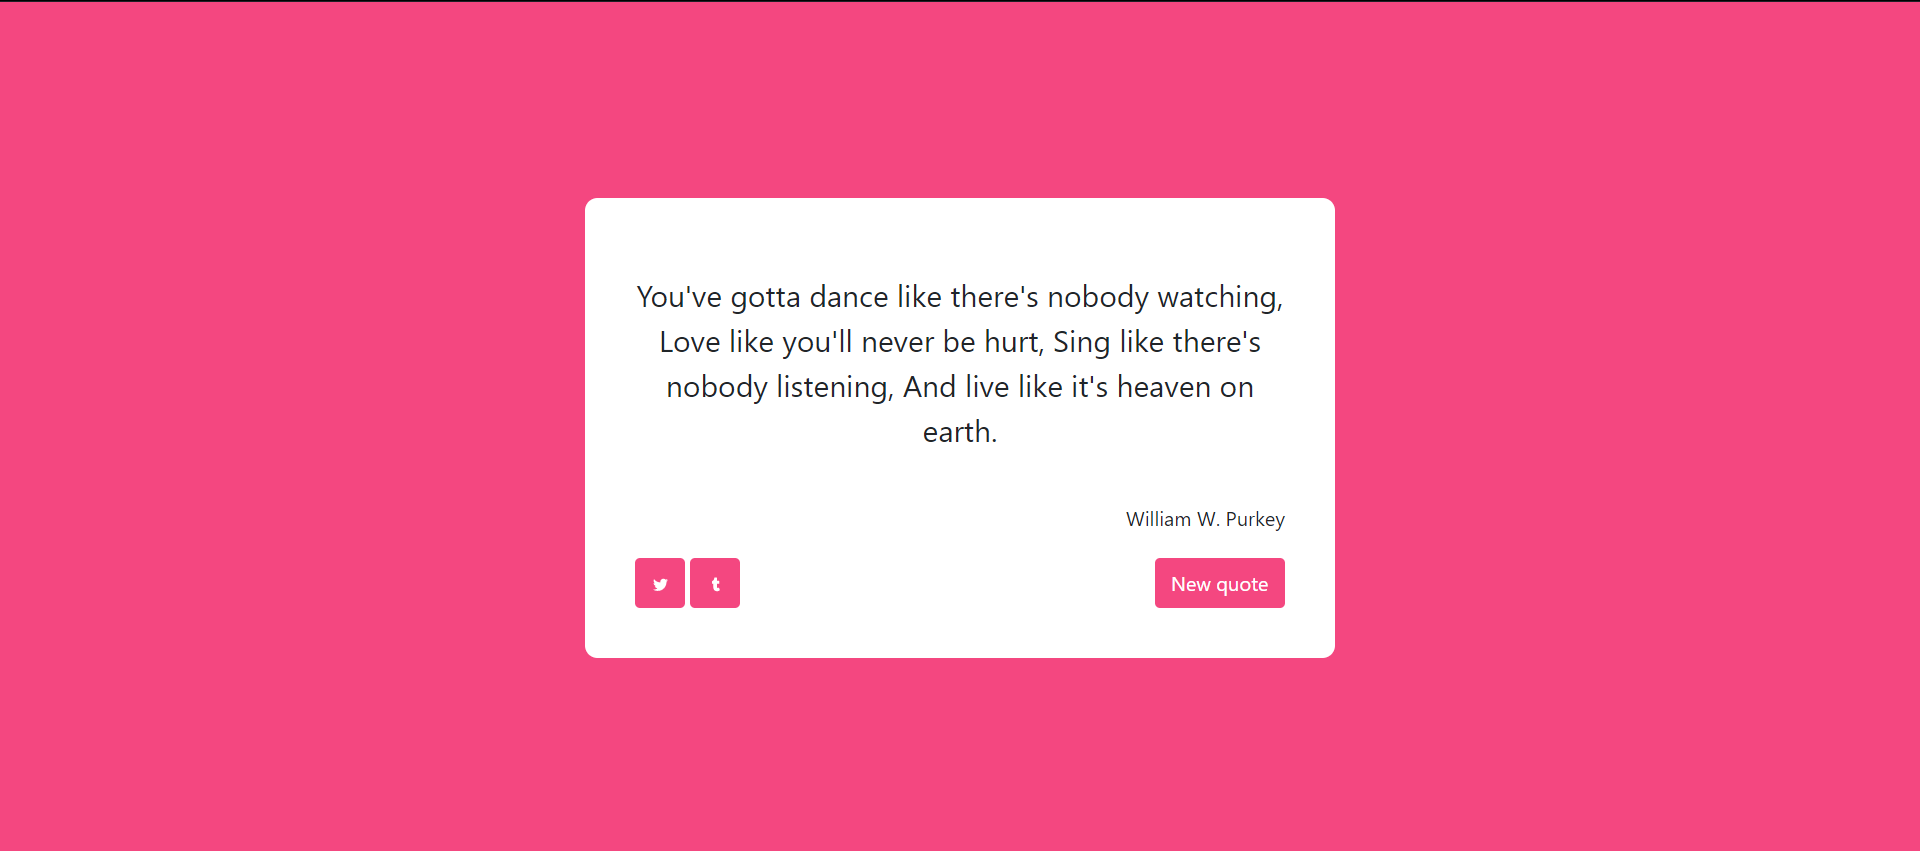 You've gotta dance like there's nobody watching,
Love like you'll never be hurt, Sing like there's
nobody listening, And live like it's heaven on
earth.
William W. Purkey
New quote